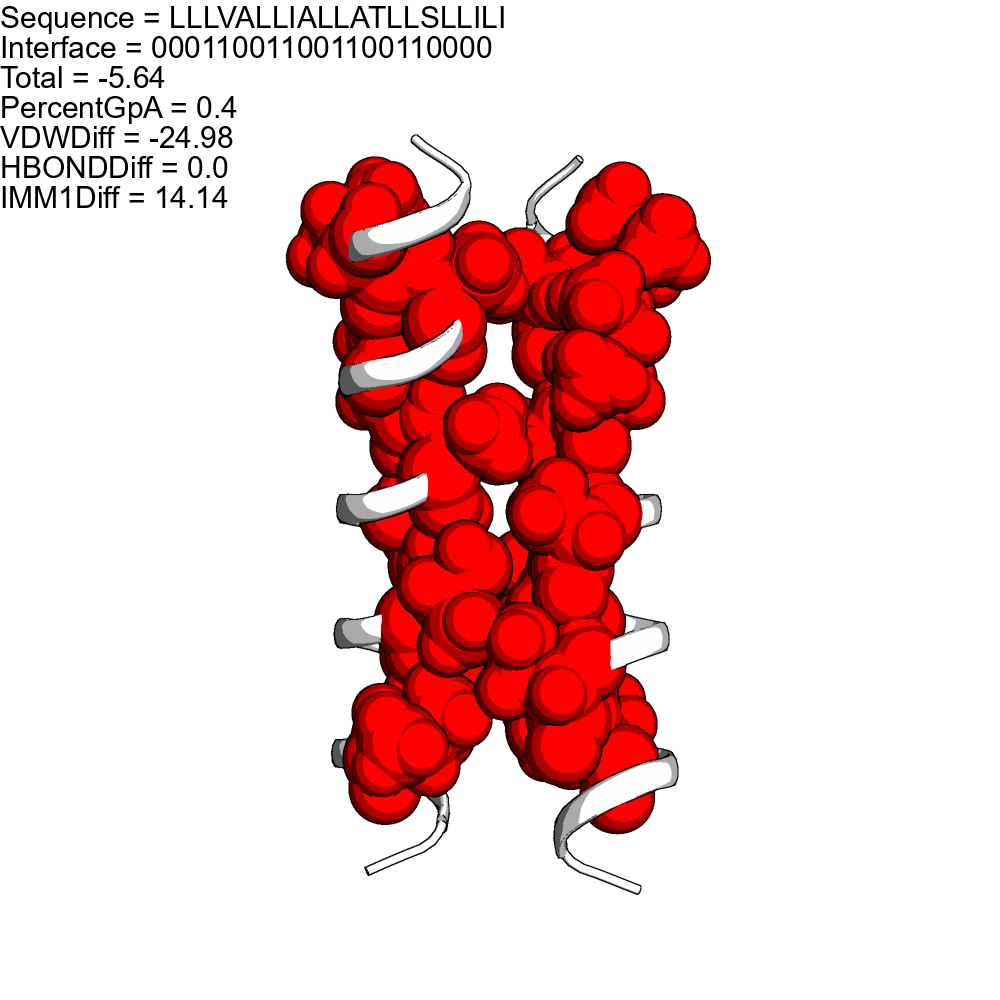 Sequence = LLLVALLIALLATLLSLLILI
Interface = 000110011001100110000
Total = -5.64
PercentGpA = 0.4
VDWDiff = -24.98
HBONDDiff = 0.0
IMM1Diff = 14.14